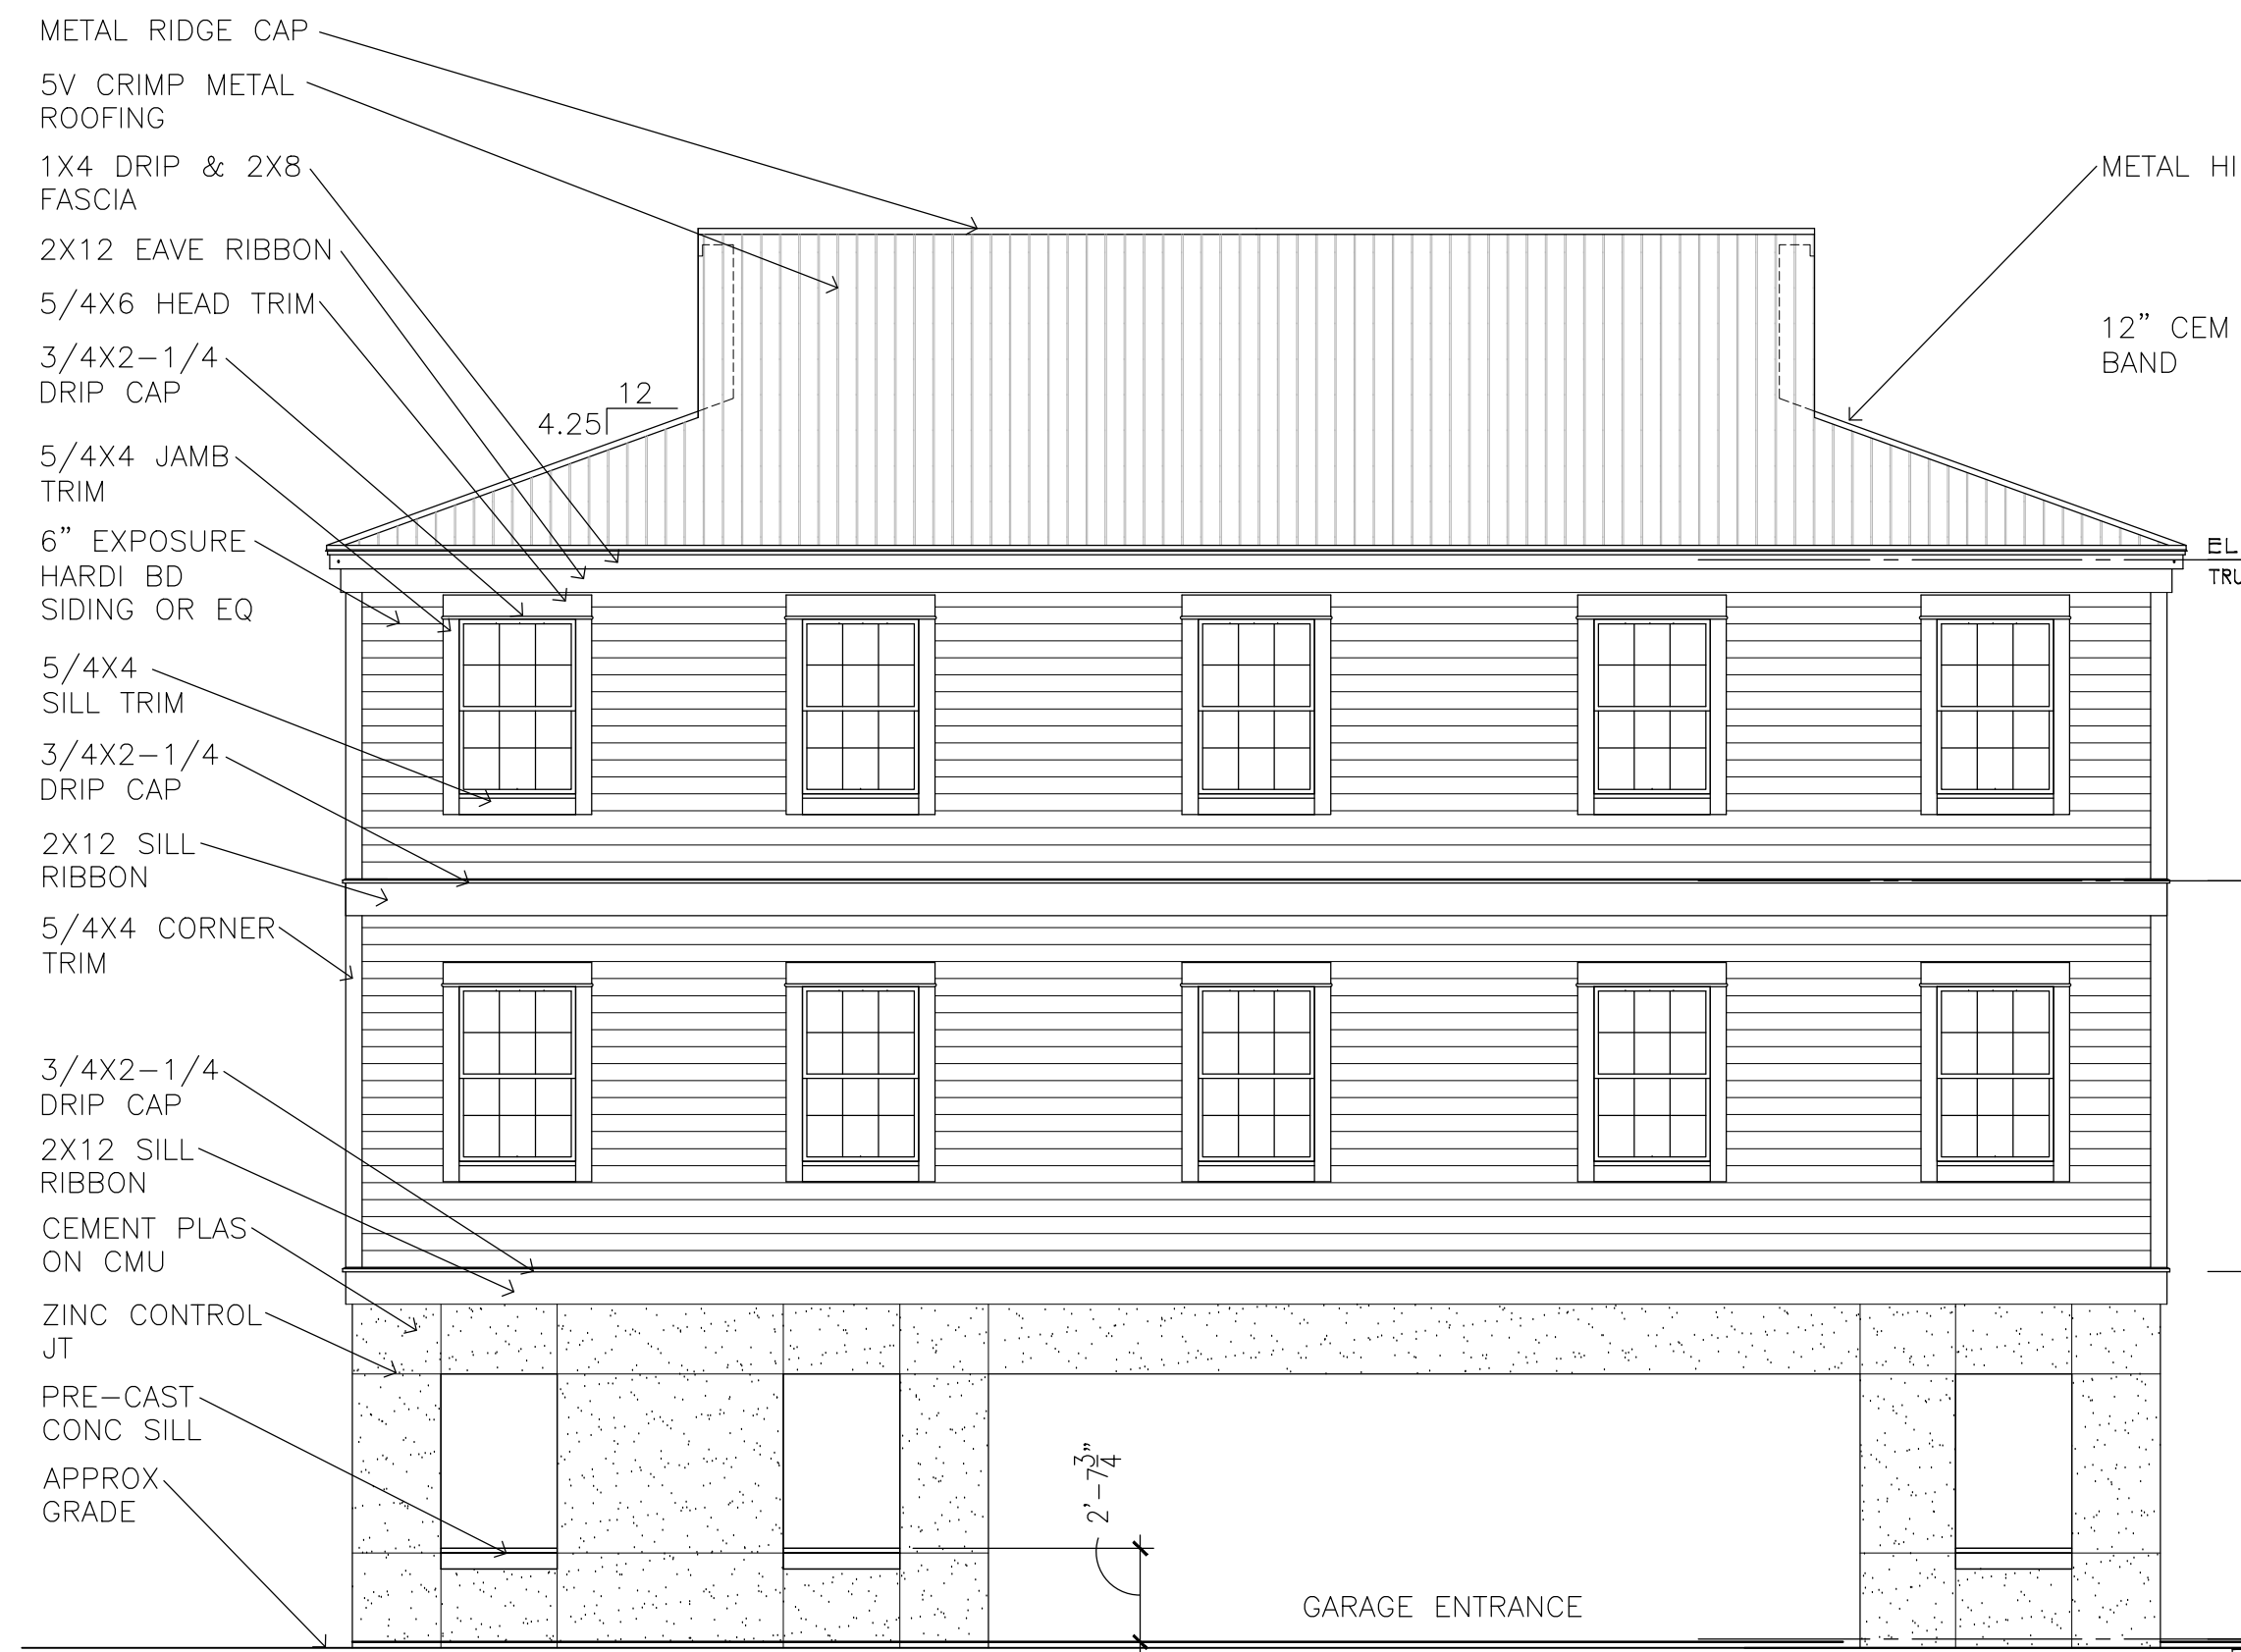 METAL RIDGE CAP
5V CRIMP METAL
ROOFING
1X4 DRIP & 2X8
FASCIA
2X12 EAVE RIBBON
5/4X6 HEAD TRIM
3/4X2-1/4
DRIP CAP
5/4X4 JAMB
TRIM
6" EXPOSURE
HARDI BD
SIDING OR EQ
5/4X4
SILL TRIM
3/4X2-1/4
DRIP CAP
2X12 SILL
RIBBON
5/4X4 CORNER
TRIM
3/4X2-1/4
DRIP CAP
2X12 SILL
RIBBON
CEMENT PLAS
ON CMU
ZINC CONTROL
JT
PRE-CAST
CONC SILL
APPROX
GRADE
12
4.25
METAL HI
12" CEM
BAND
EL
TRU
2'-7 3/4"
GARAGE ENTRANCE